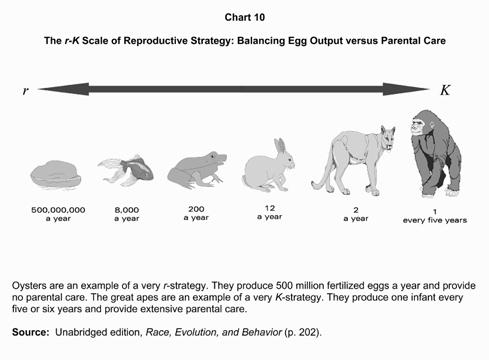 Chart 10
The r-K Scale of Reproductive Strategy: Balancing Egg Output versus Parental Care
r K
500,000,000 8,000 200 12 2 1
a year a year a year a year a year every five years
Oysters are an example of a very r-strategy. They produce 500 million fertilized eggs a year and provide
no parental care. The great apes are an example of a very K-strategy. They produce one infant every
five or six years and provide extensive parental care.
Source: Unabridged edition, Race, Evolution, and Behavior (p. 202).